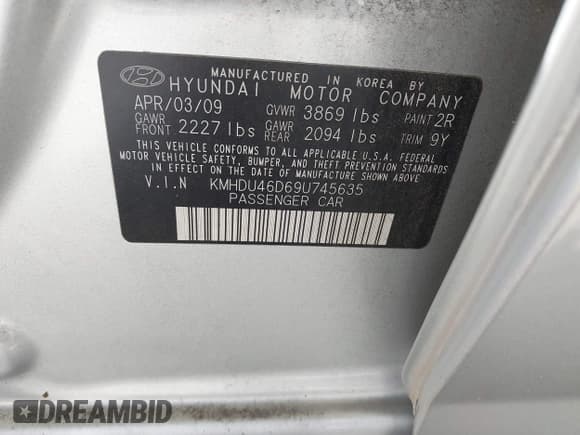 MANUFACTURED IN KOREA BY
HYUNDAI MOTOR COMPANY
APR/03/09 GVWR 3869 lbs PAINT 2R
GAWR FRONT 2227 lbs GAWR REAR 2094 lbs TRIM 9Y
THIS VEHICLE CONFORMS TO ALL APPLICABLE U.S.A. FEDERAL
MOTOR VEHICLE SAFETY, BUMPER, AND THEFT PREVENTION STANDARDS
IN EFFECT ON THE DATE OF MANUFACTURE SHOWN ABOVE.
V.I.N KMHDU46D69U745635
PASSENGER CAR
DREAMBID